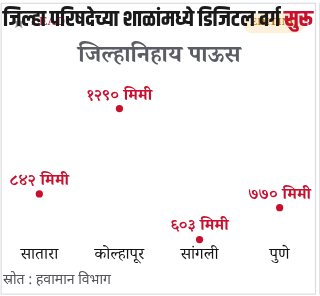 जिल्हा परिषदेच्या शाळांमध्ये डिजिटल वर्ग सुरू
जिल्हानिहाय पाऊस
१२९० मिमी
८४२ मिमी
७७० मिमी
६०३ मिमी
सातारा कोल्हापूर सांगली पुणे
स्रोत : हवामान विभाग